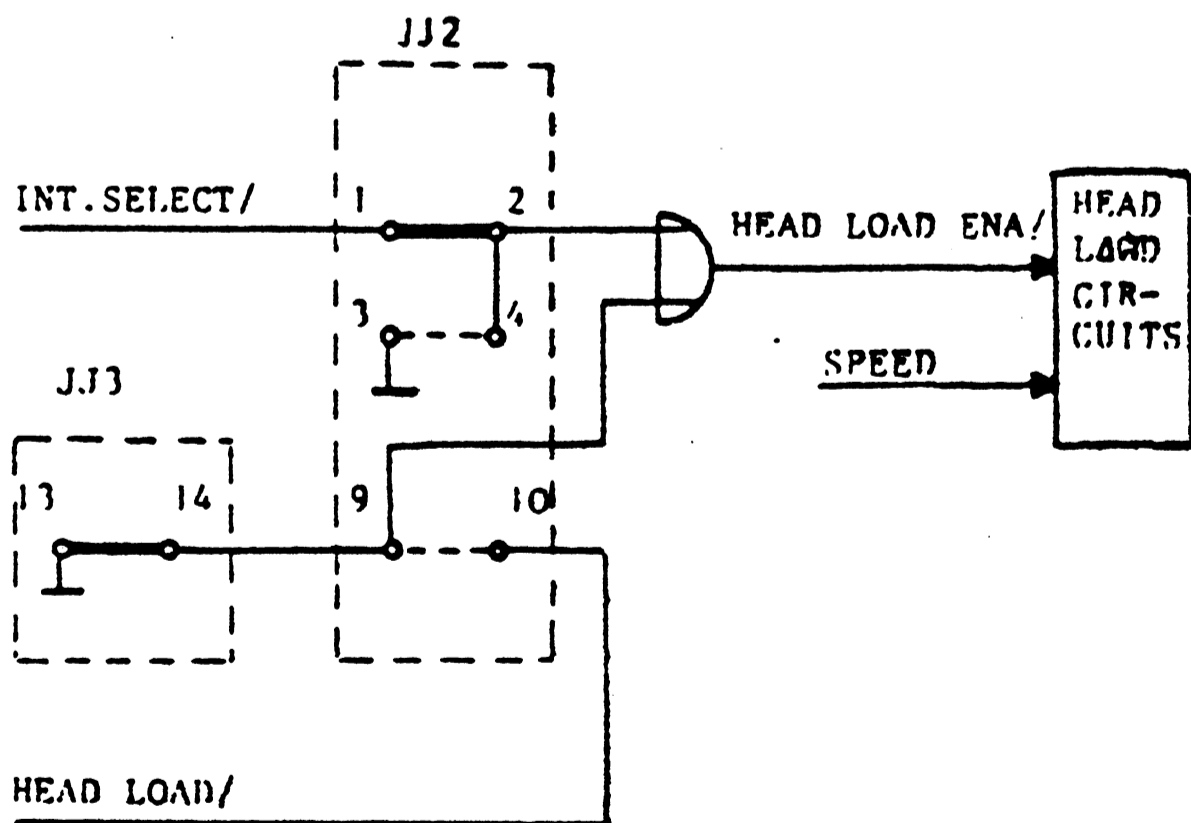 JJ2
INT.SELECT/
1
2
HEAD LOAD ENA/
HEAD
LOAD
CIR-
CUITS
3
4
SPEED
JJ3
13
14
9
10
HEAD LOAD/